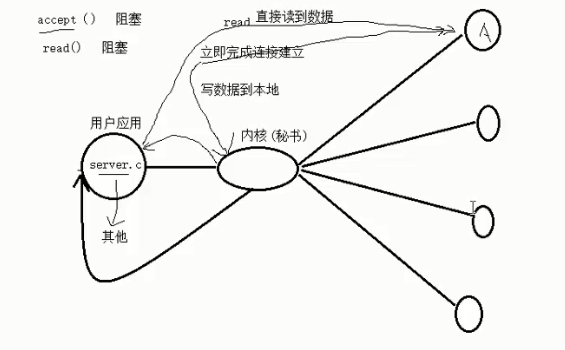 accept() 阻塞
read() 阻塞
read 直接读到数据
立即完成连接建立
写数据到本地
用户应用
内核(秘书)
server.c
其他
A